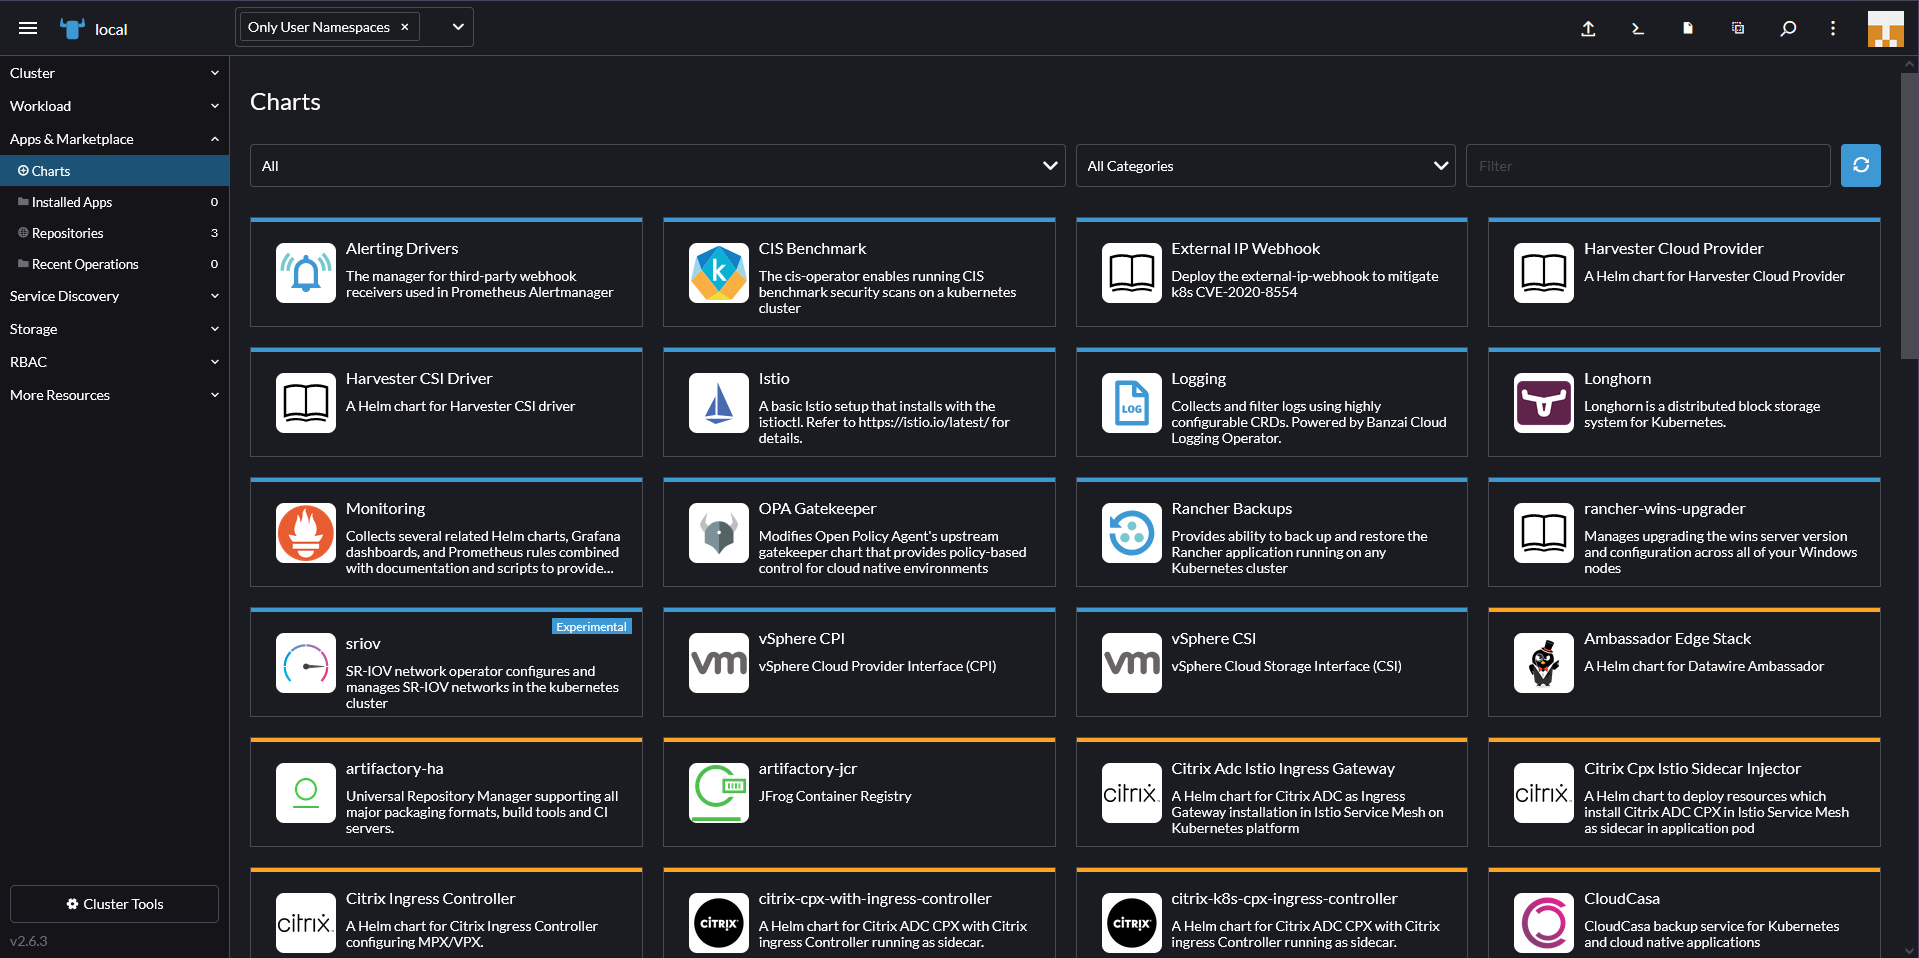 local
Only User Namespaces ×
Cluster
Workload
Apps & Marketplace
Charts
Installed Apps 0
Repositories 3
Recent Operations 0
Service Discovery
Storage
RBAC
More Resources
Cluster Tools
v2.6.3
Charts
All
All Categories
Filter
Alerting Drivers
The manager for third-party webhook
receivers used in Prometheus Alertmanager
k
CIS Benchmark
The cis-operator enables running CIS
benchmark security scans on a kubernetes
cluster
External IP Webhook
Deploy the external-ip-webhook to mitigate
k8s CVE-2020-8554
Harvester Cloud Provider
A Helm chart for Harvester Cloud Provider
Harvester CSI Driver
A Helm chart for Harvester CSI driver
Istio
A basic Istio setup that installs with the
istioctl. Refer to https://istio.io/latest/ for
details.
LOG
Logging
Collects and filter logs using highly
configurable CRDs. Powered by Banzai Cloud
Logging Operator.
Longhorn
Longhorn is a distributed block storage
system for Kubernetes.
Monitoring
Collects several related Helm charts, Grafana
dashboards, and Prometheus rules combined
with documentation and scripts to provide...
OPA Gatekeeper
Modifies Open Policy Agent's upstream
gatekeeper chart that provides policy-based
control for cloud native environments
Rancher Backups
Provides ability to back up and restore the
Rancher application running on any
Kubernetes cluster
rancher-wins-upgrader
Manages upgrading the wins server version
and configuration across all of your Windows
nodes
Experimental
sriov
SR-IOV network operator configures and
manages SR-IOV networks in the kubernetes
cluster
vm
vSphere CPI
vSphere Cloud Provider Interface (CPI)
vm
vSphere CSI
vSphere Cloud Storage Interface (CSI)
Ambassador Edge Stack
A Helm chart for Datawire Ambassador
artifactory-ha
Universal Repository Manager supporting all
major packaging formats, build tools and CI
servers.
artifactory-jcr
JFrog Container Registry
citrix
Citrix Adc Istio Ingress Gateway
A Helm chart for Citrix ADC as Ingress
Gateway installation in Istio Service Mesh on
Kubernetes platform
citrix
Citrix Cpx Istio Sidecar Injector
A Helm chart to deploy resources which
install Citrix ADC CPX in Istio Service Mesh
as sidecar in application pod
citrix
Citrix Ingress Controller
A Helm chart for Citrix Ingress Controller
configuring MPX/VPX.
citrix
citrix-cpx-with-ingress-controller
A Helm chart for Citrix ADC CPX with Citrix
ingress Controller running as sidecar.
citrix
citrix-k8s-cpx-ingress-controller
A Helm chart for Citrix ADC CPX with Citrix
ingress Controller running as sidecar.
CloudCasa
CloudCasa backup service for Kubernetes
and cloud native applications